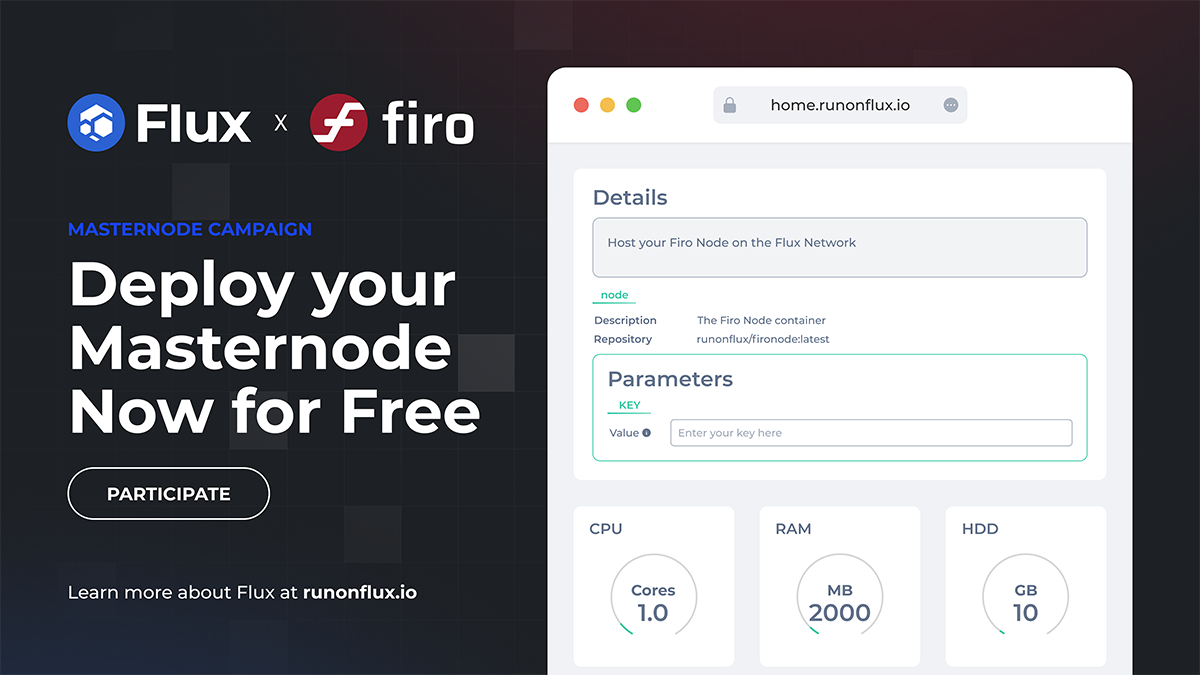 Flux x firo
MASTERNODE CAMPAIGN
Deploy your
Masternode
Now for Free
PARTICIPATE
Learn more about Flux at runonflux.io
home.runonflux.io
Details
Host your Firo Node on the Flux Network
node
Description The Firo Node container
Repository runonflux/fironode:latest
Parameters
KEY
Value Enter your key here
CPU
Cores
1.0
RAM
MB
2000
HDD
GB
10